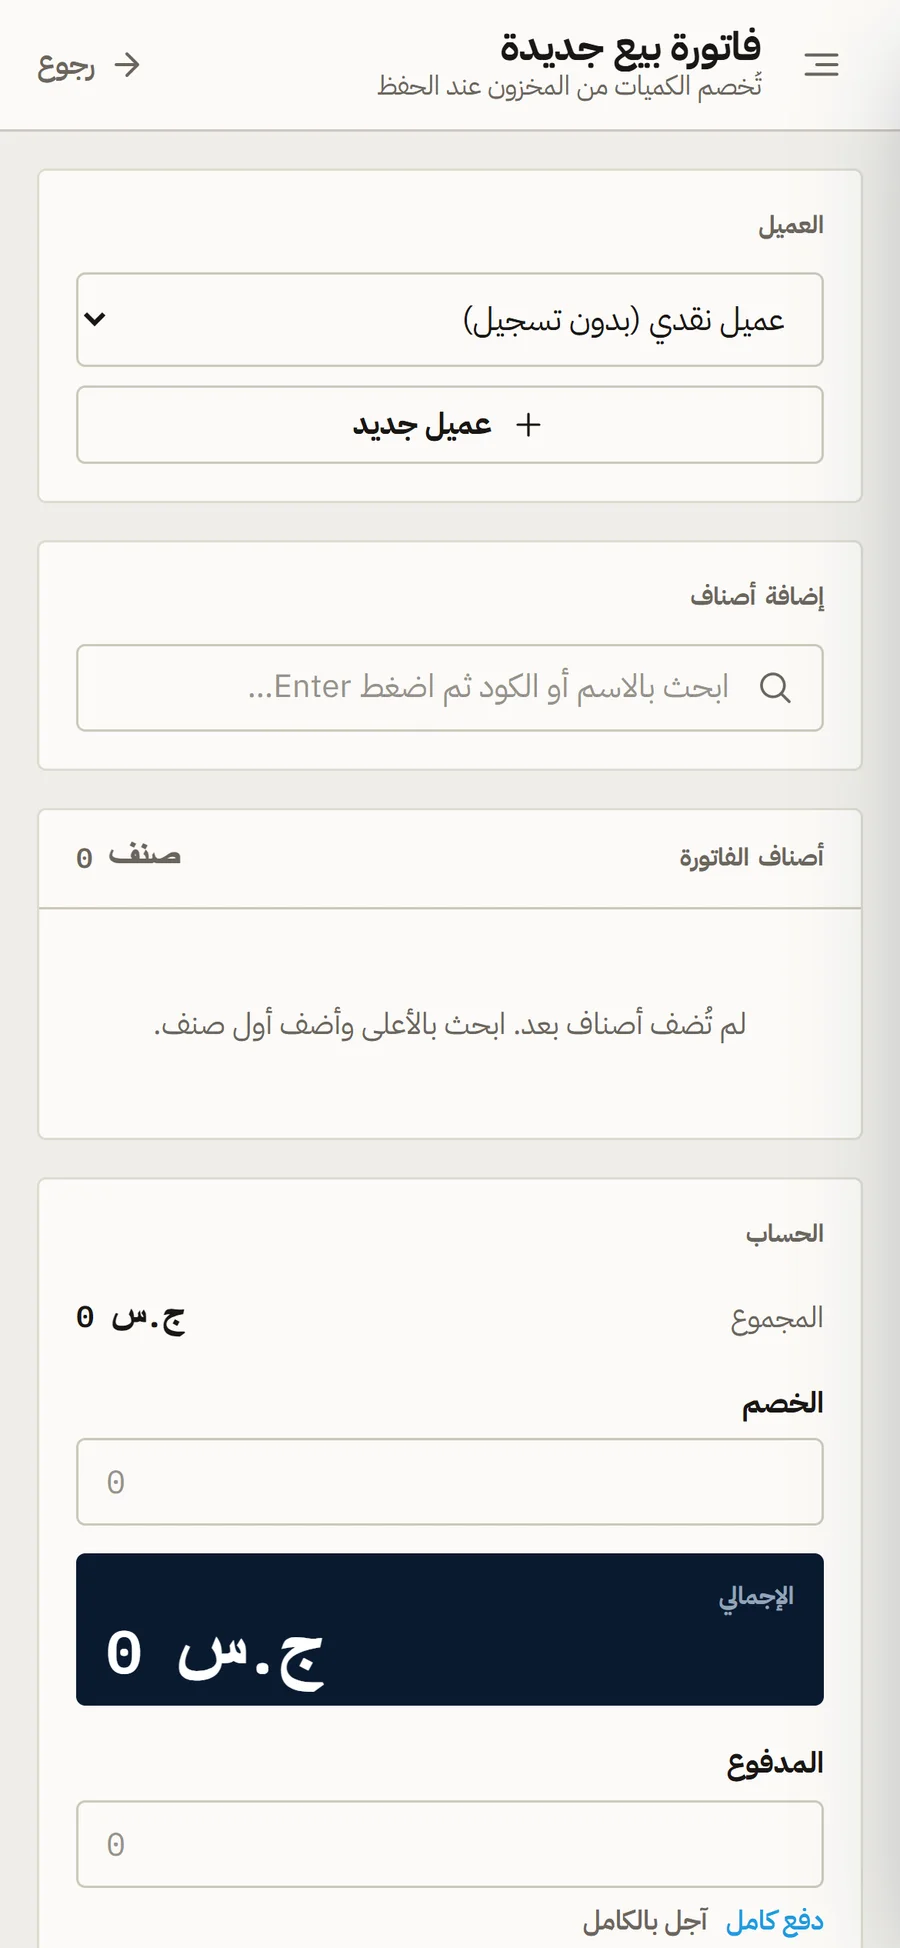 فاتورة بيع جديدة
تُخصم الكميات من المخزون عند الحفظ
رجوع
العميل
عميل نقدي (بدون تسجيل)
عميل جديد
إضافة أصناف
ابحث بالاسم أو الكود ثم اضغط Enter...
أصناف الفاتورة
0 صنف
لم تُضف أصناف بعد. ابحث بالأعلى وأضف أول صنف.
الحساب
المجموع
0 ج.س
الخصم
0
الإجمالي
0 ج.س
المدفوع
0
دفع كامل
آجل بالكامل